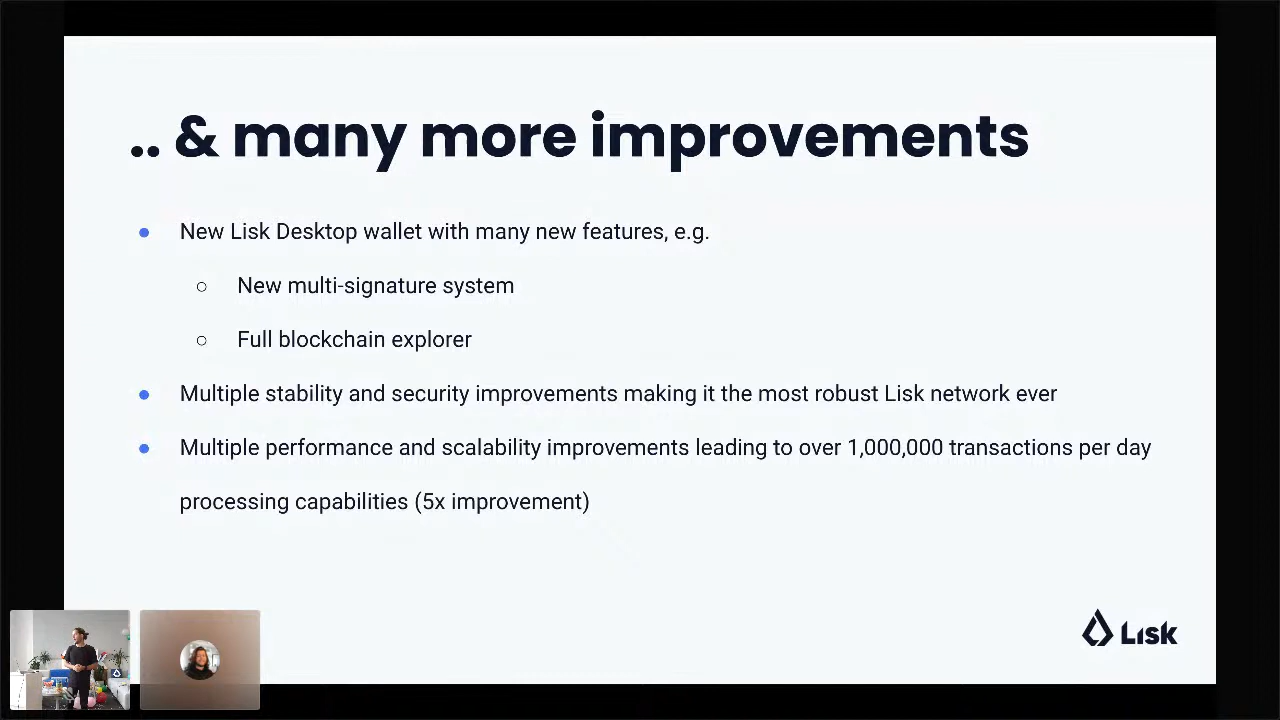 .. & many more improvements
New Lisk Desktop wallet with many new features, e.g.
New multi-signature system
Full blockchain explorer
Multiple stability and security improvements making it the most robust Lisk network ever
Multiple performance and scalability improvements leading to over 1,000,000 transactions per day
processing capabilities (5x improvement)
Lisk